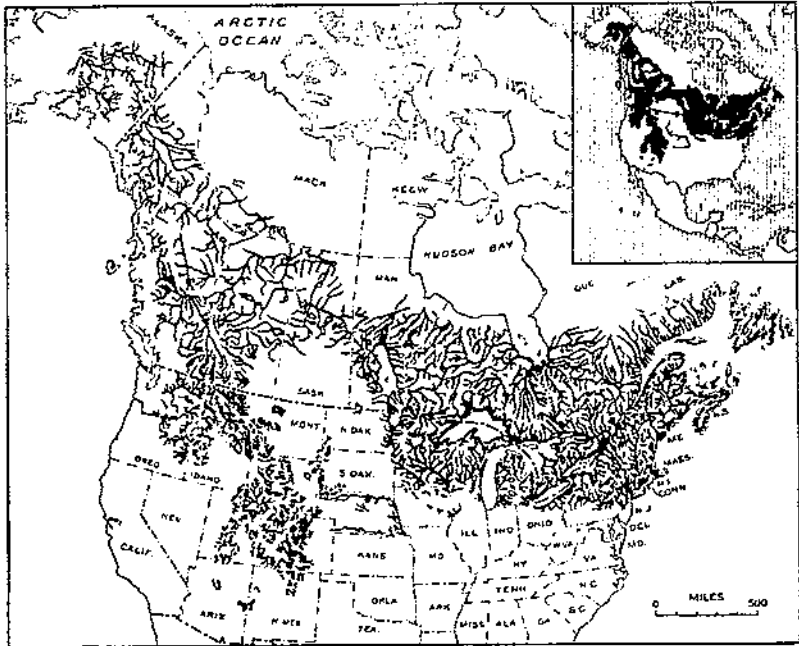 ALASKA
ARCTIC
OCEAN
MACK
KEEW
HUDSON BAY
MAN
QUE
LAB
SASK
MONT
N DAK
S. DAK.
OREG
IDAHO
NEV
CALIF.
ARIZ
N MEX
KANS
OKLA
TEX.
MO
ARK
ILL
IND
OHIO
KY
TENN
MISS
ALA
GA
S.C.
N.C.
VA
W.VA
ME
MASS.
R I
CONN
N J
DEL
MD.
MILES
0 500